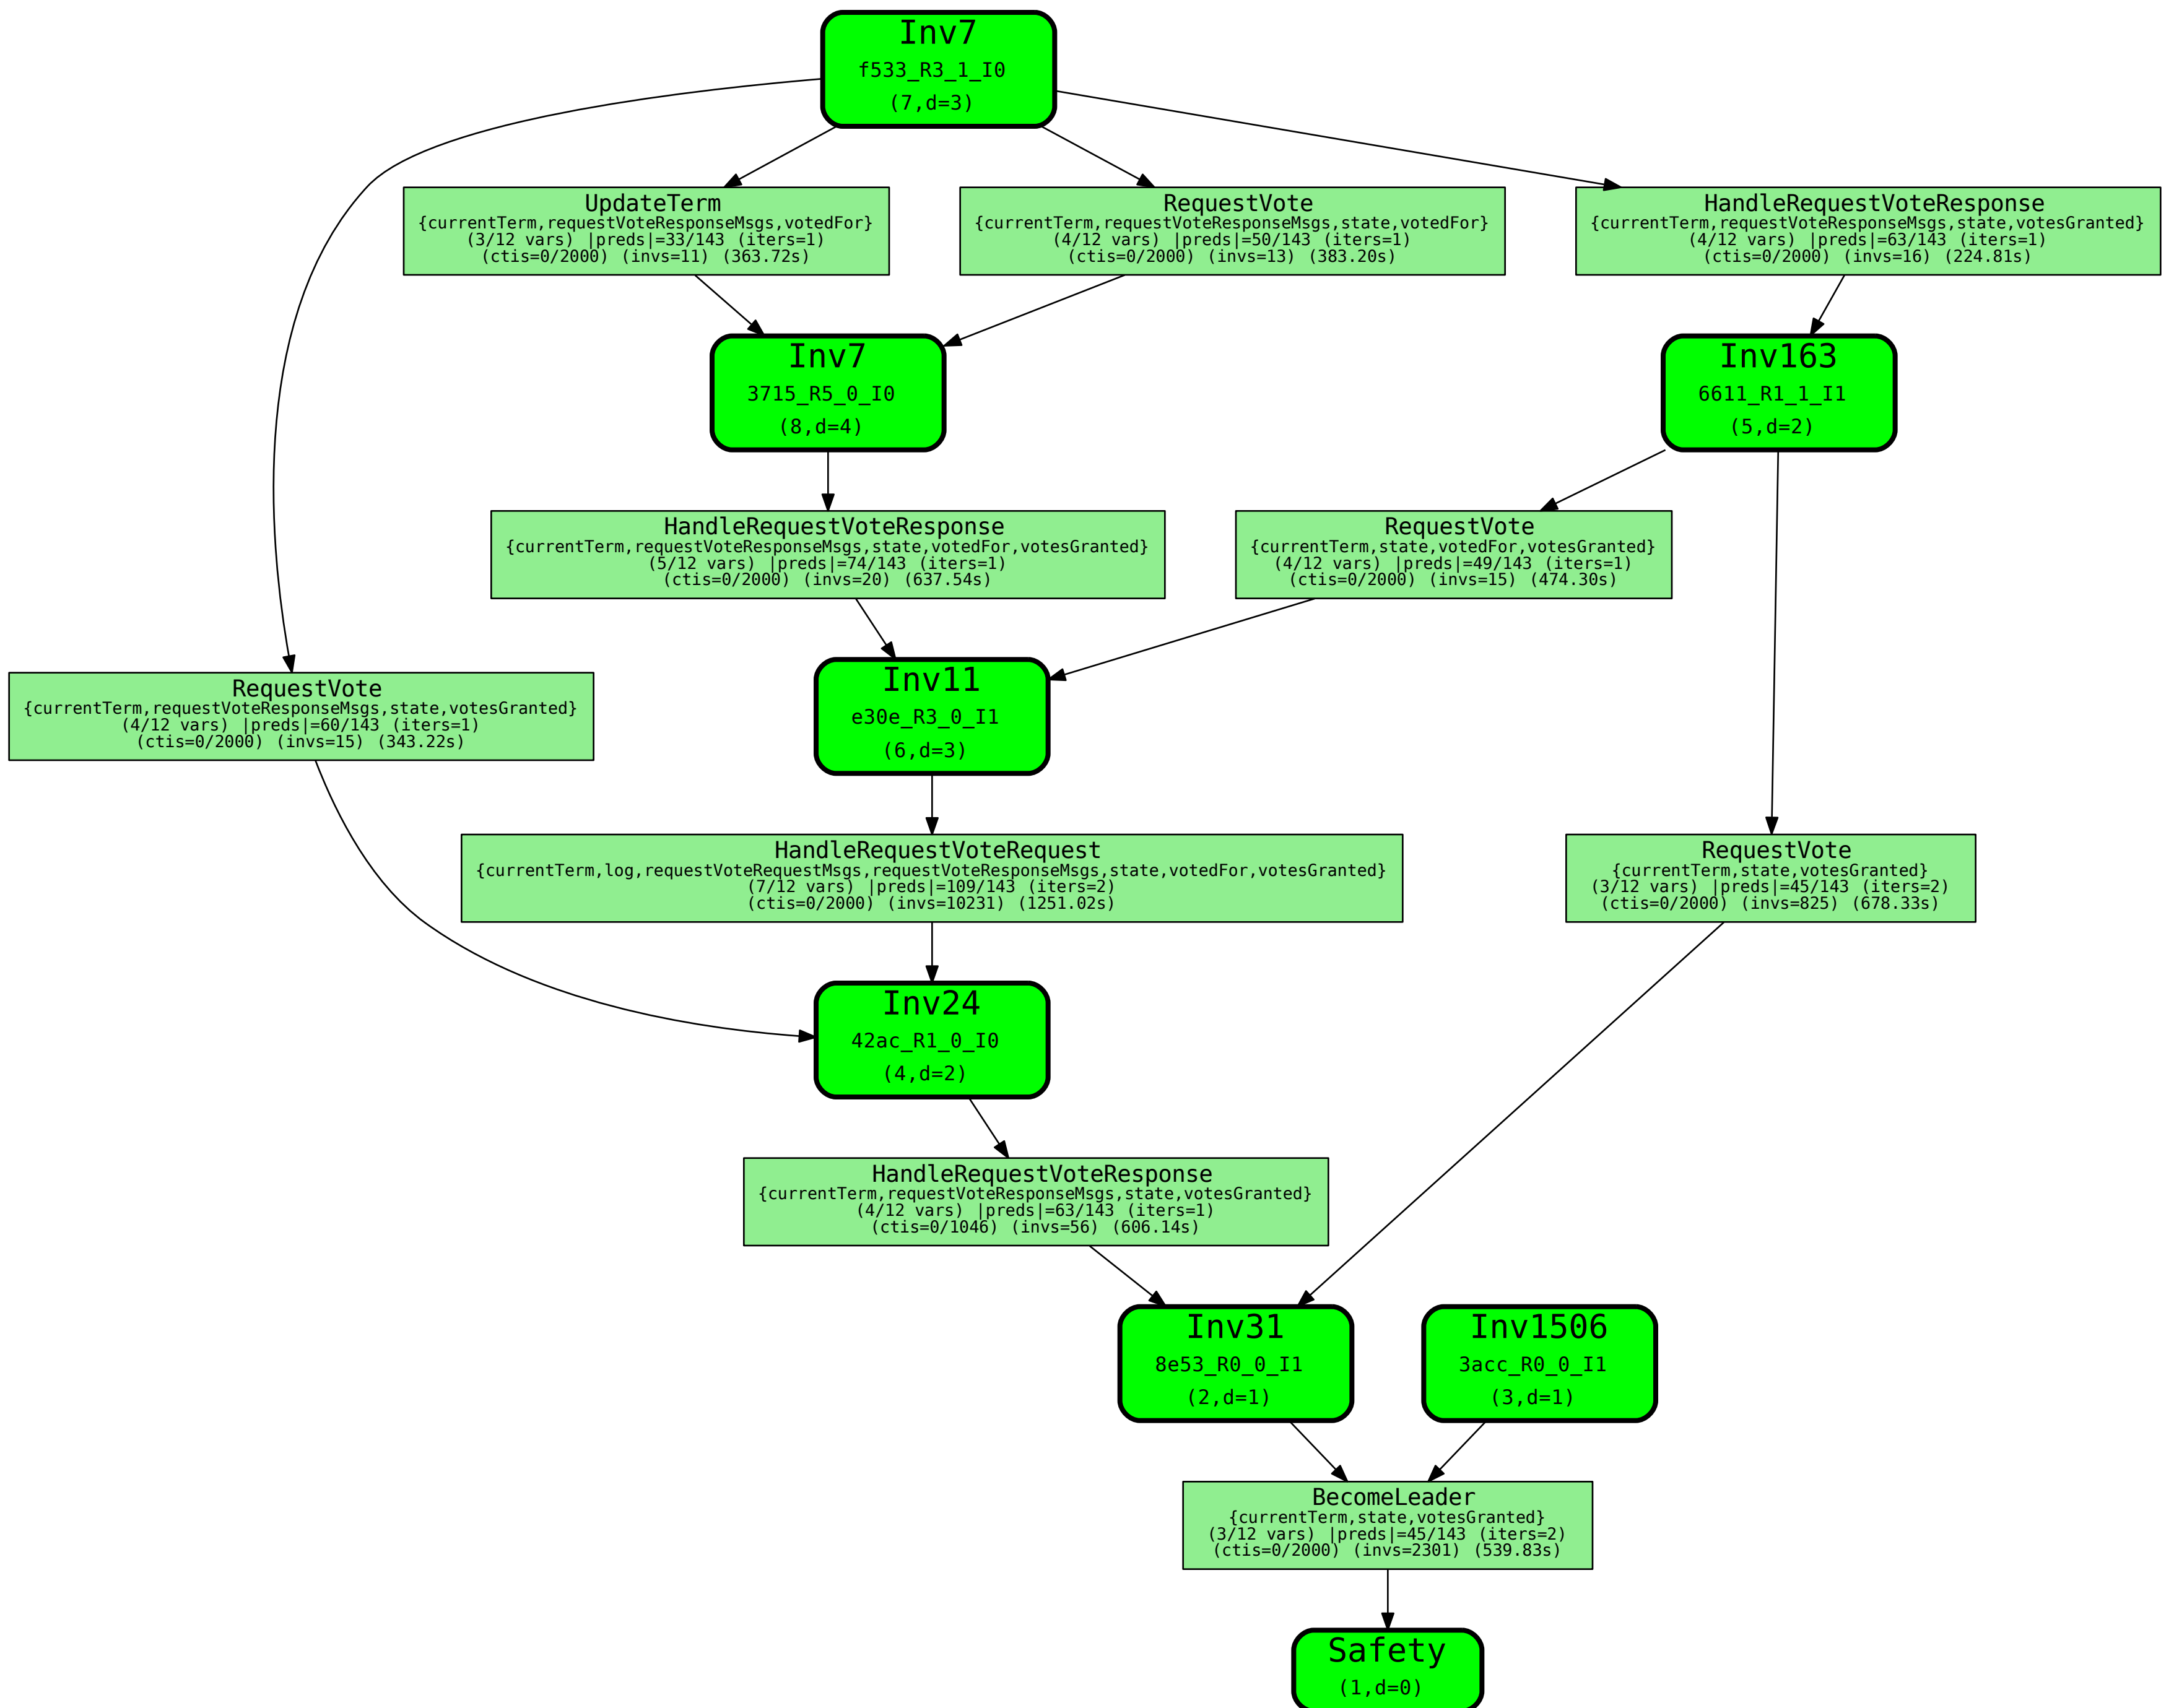 Inv7
f533_R3_1_I0
(7,d=3)
UpdateTerm
{currentTerm,requestVoteResponseMsgs,votedFor}
(3/12 vars) |preds|=33/143 (iters=1)
(ctis=0/2000) (invs=11) (363.72s)
RequestVote
{currentTerm,requestVoteResponseMsgs,state,votedFor}
(4/12 vars) |preds|=50/143 (iters=1)
(ctis=0/2000) (invs=13) (383.20s)
HandleRequestVoteResponse
{currentTerm,requestVoteResponseMsgs,state,votesGranted}
(4/12 vars) |preds|=63/143 (iters=1)
(ctis=0/2000) (invs=16) (224.81s)
Inv7
3715_R5_0_I0
(8,d=4)
Inv163
6611_R1_1_I1
(5,d=2)
HandleRequestVoteResponse
{currentTerm,requestVoteResponseMsgs,state,votedFor,votesGranted}
(5/12 vars) |preds|=74/143 (iters=1)
(ctis=0/2000) (invs=20) (637.54s)
RequestVote
{currentTerm,state,votedFor,votesGranted}
(4/12 vars) |preds|=49/143 (iters=1)
(ctis=0/2000) (invs=15) (474.30s)
RequestVote
{currentTerm,requestVoteResponseMsgs,state,votesGranted}
(4/12 vars) |preds|=60/143 (iters=1)
(ctis=0/2000) (invs=15) (343.22s)
Inv11
e30e_R3_0_I1
(6,d=3)
HandleRequestVoteRequest
{currentTerm,log,requestVoteRequestMsgs,requestVoteResponseMsgs,state,votedFor,votesGranted}
(7/12 vars) |preds|=109/143 (iters=2)
(ctis=0/2000) (invs=10231) (1251.02s)
RequestVote
{currentTerm,state,votesGranted}
(3/12 vars) |preds|=45/143 (iters=2)
(ctis=0/2000) (invs=825) (678.33s)
Inv24
42ac_R1_0_I0
(4,d=2)
HandleRequestVoteResponse
{currentTerm,requestVoteResponseMsgs,state,votesGranted}
(4/12 vars) |preds|=63/143 (iters=1)
(ctis=0/1046) (invs=56) (606.14s)
Inv31
8e53_R0_0_I1
(2,d=1)
Inv1506
3acc_R0_0_I1
(3,d=1)
BecomeLeader
{currentTerm,state,votesGranted}
(3/12 vars) |preds|=45/143 (iters=2)
(ctis=0/2000) (invs=2301) (539.83s)
Safety
(1,d=0)